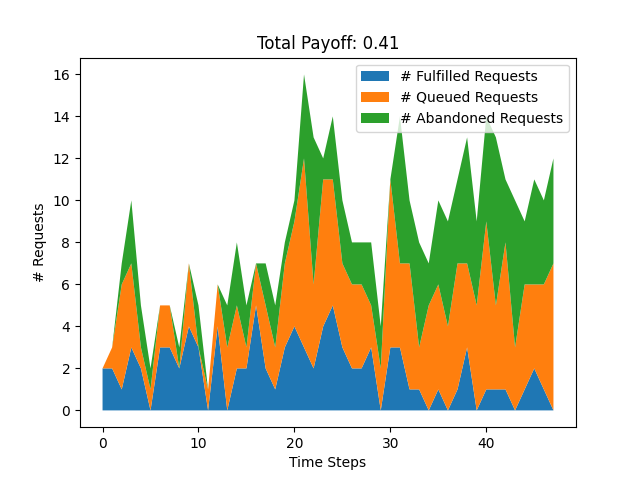 Total Payoff: 0.41
# Fulfilled Requests
# Queued Requests
# Abandoned Requests
# Requests
16
14
12
10
8
6
4
2
0
0 10 20 30 40
Time Steps